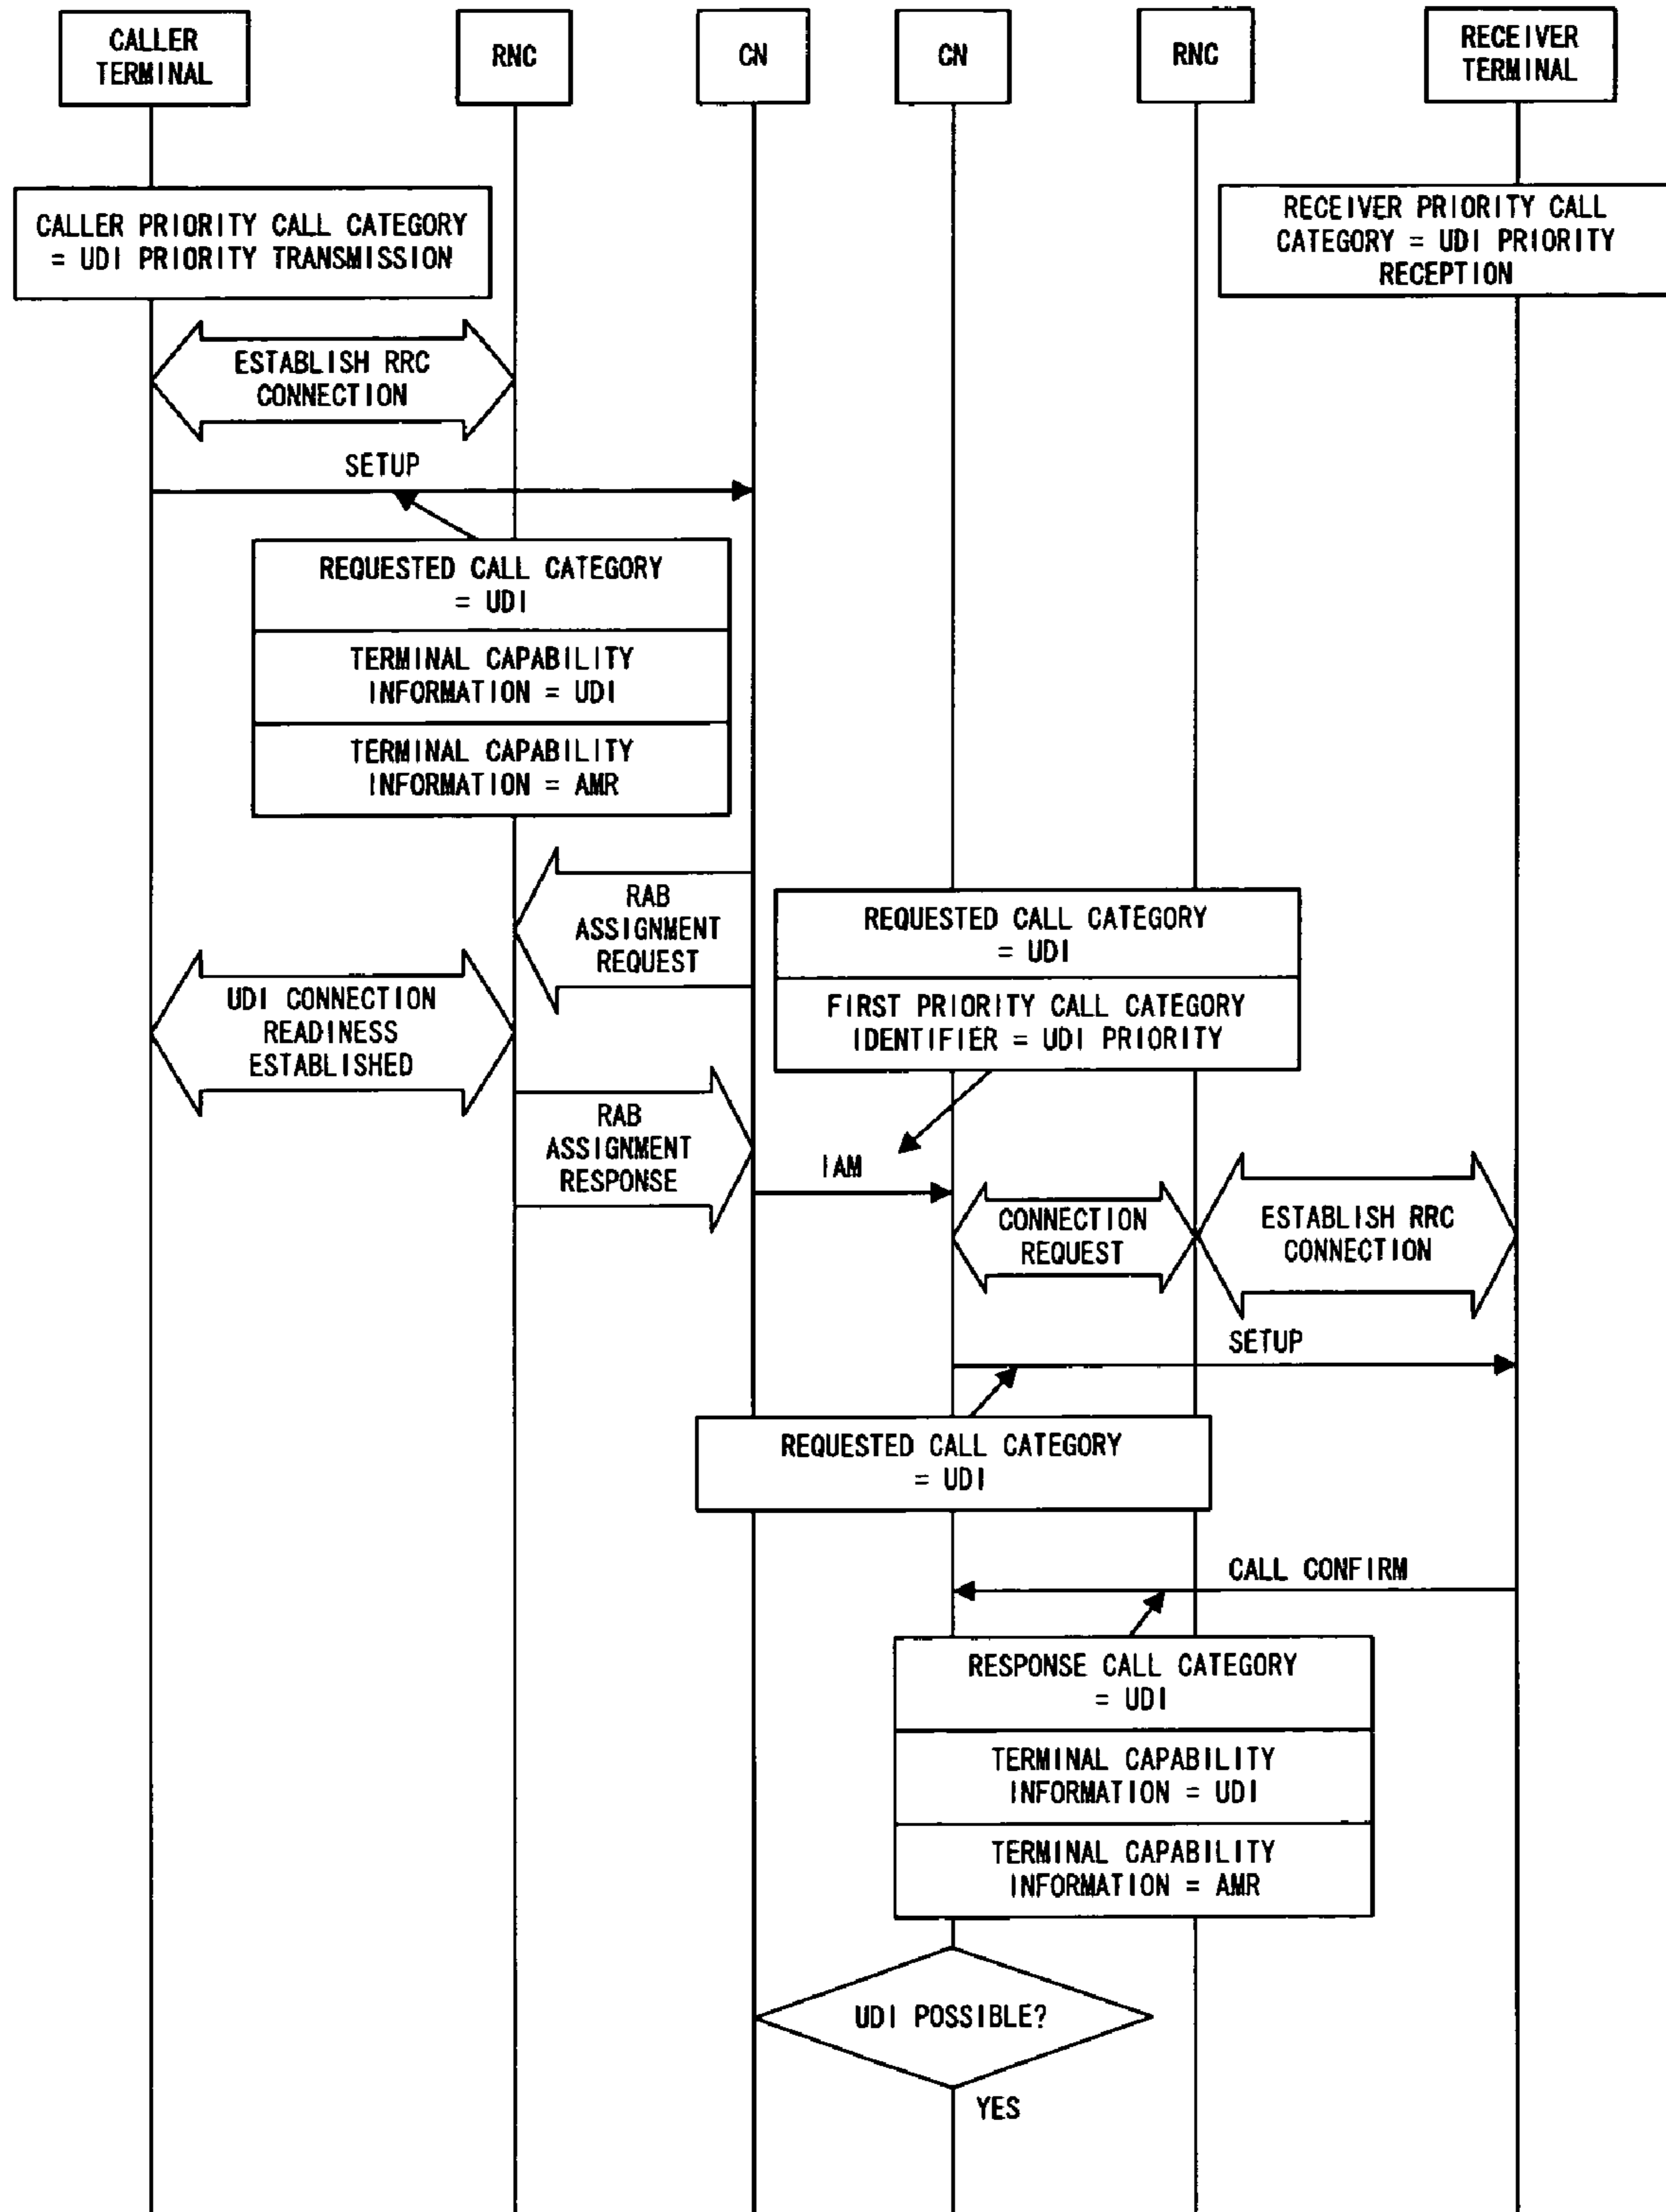 CALLER
TERMINAL
RNC
CN
CN
RNC
RECEIVER
TERMINAL
CALLER PRIORITY CALL CATEGORY
= UDI PRIORITY TRANSMISSION
RECEIVER PRIORITY CALL
CATEGORY = UDI PRIORITY
RECEPTION
ESTABLISH RRC
CONNECTION
SETUP
REQUESTED CALL CATEGORY
= UDI
TERMINAL CAPABILITY
INFORMATION = UDI
TERMINAL CAPABILITY
INFORMATION = AMR
RAB
ASSIGNMENT
REQUEST
REQUESTED CALL CATEGORY
= UDI
FIRST PRIORITY CALL CATEGORY
IDENTIFIER = UDI PRIORITY
UDI CONNECTION
READINESS
ESTABLISHED
RAB
ASSIGNMENT
RESPONSE
IAM
CONNECTION
REQUEST
ESTABLISH RRC
CONNECTION
SETUP
REQUESTED CALL CATEGORY
= UDI
CALL CONFIRM
RESPONSE CALL CATEGORY
= UDI
TERMINAL CAPABILITY
INFORMATION = UDI
TERMINAL CAPABILITY
INFORMATION = AMR
UDI POSSIBLE?
YES